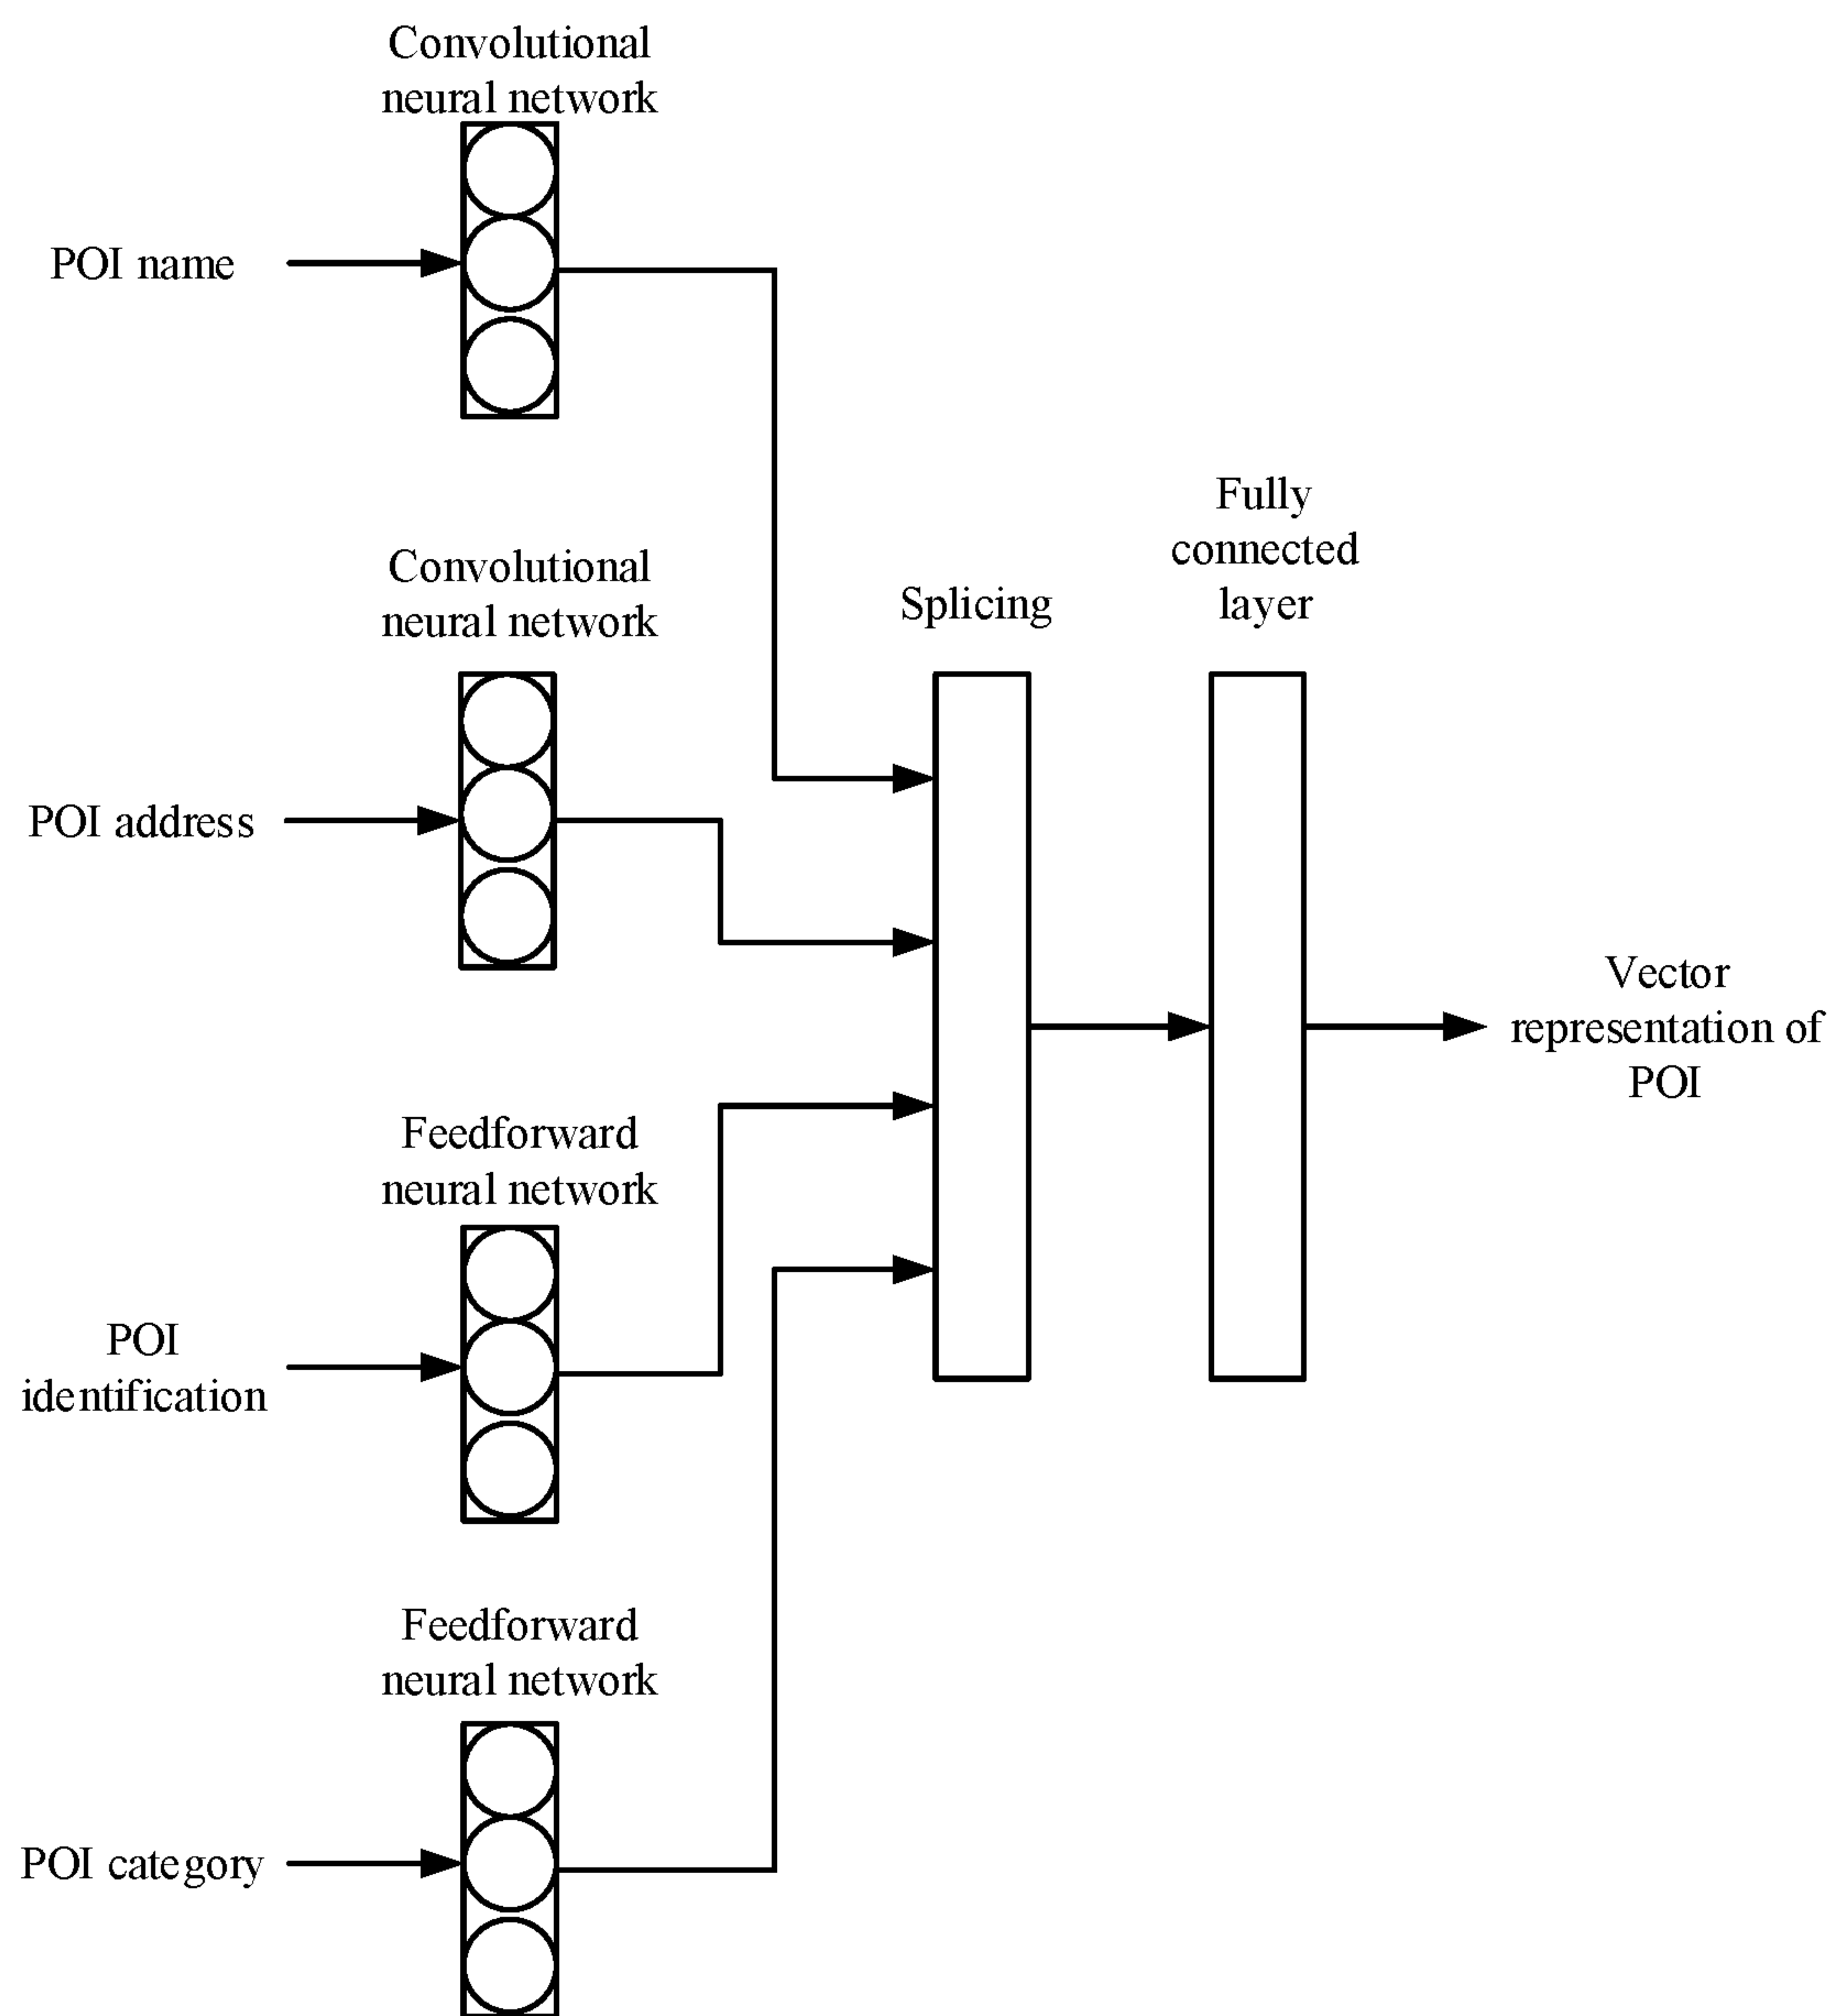 Convolutional
neural network
POI name
Convolutional
neural network
POI address
Feedforward
neural network
POI
identification
Feedforward
neural network
POI category
Splicing
Fully
connected
layer
Vector
representation of
POI